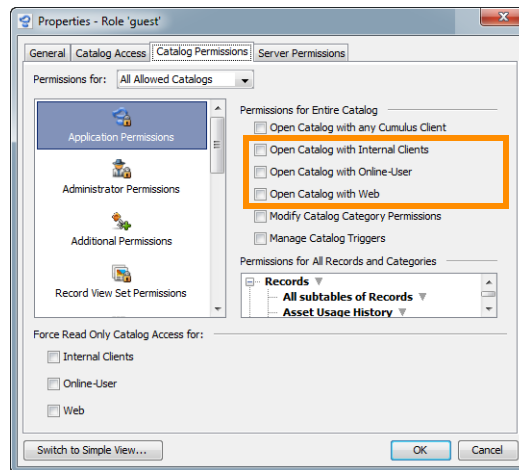 Properties - Role 'guest'
General Catalog Access Catalog Permissions Server Permissions
Permissions for: All Allowed Catalogs
Application Permissions
Administrator Permissions
Additional Permissions
Record View Set Permissions
Permissions for Entire Catalog
Open Catalog with any Cumulus Client
Open Catalog with Internal Clients
Open Catalog with Online-User
Open Catalog with Web
Modify Catalog Category Permissions
Manage Catalog Triggers
Permissions for All Records and Categories
Records
All subtables of Records
Asset Usage History
Force Read Only Catalog Access for:
Internal Clients
Online-User
Web
Switch to Simple View...
OK Cancel